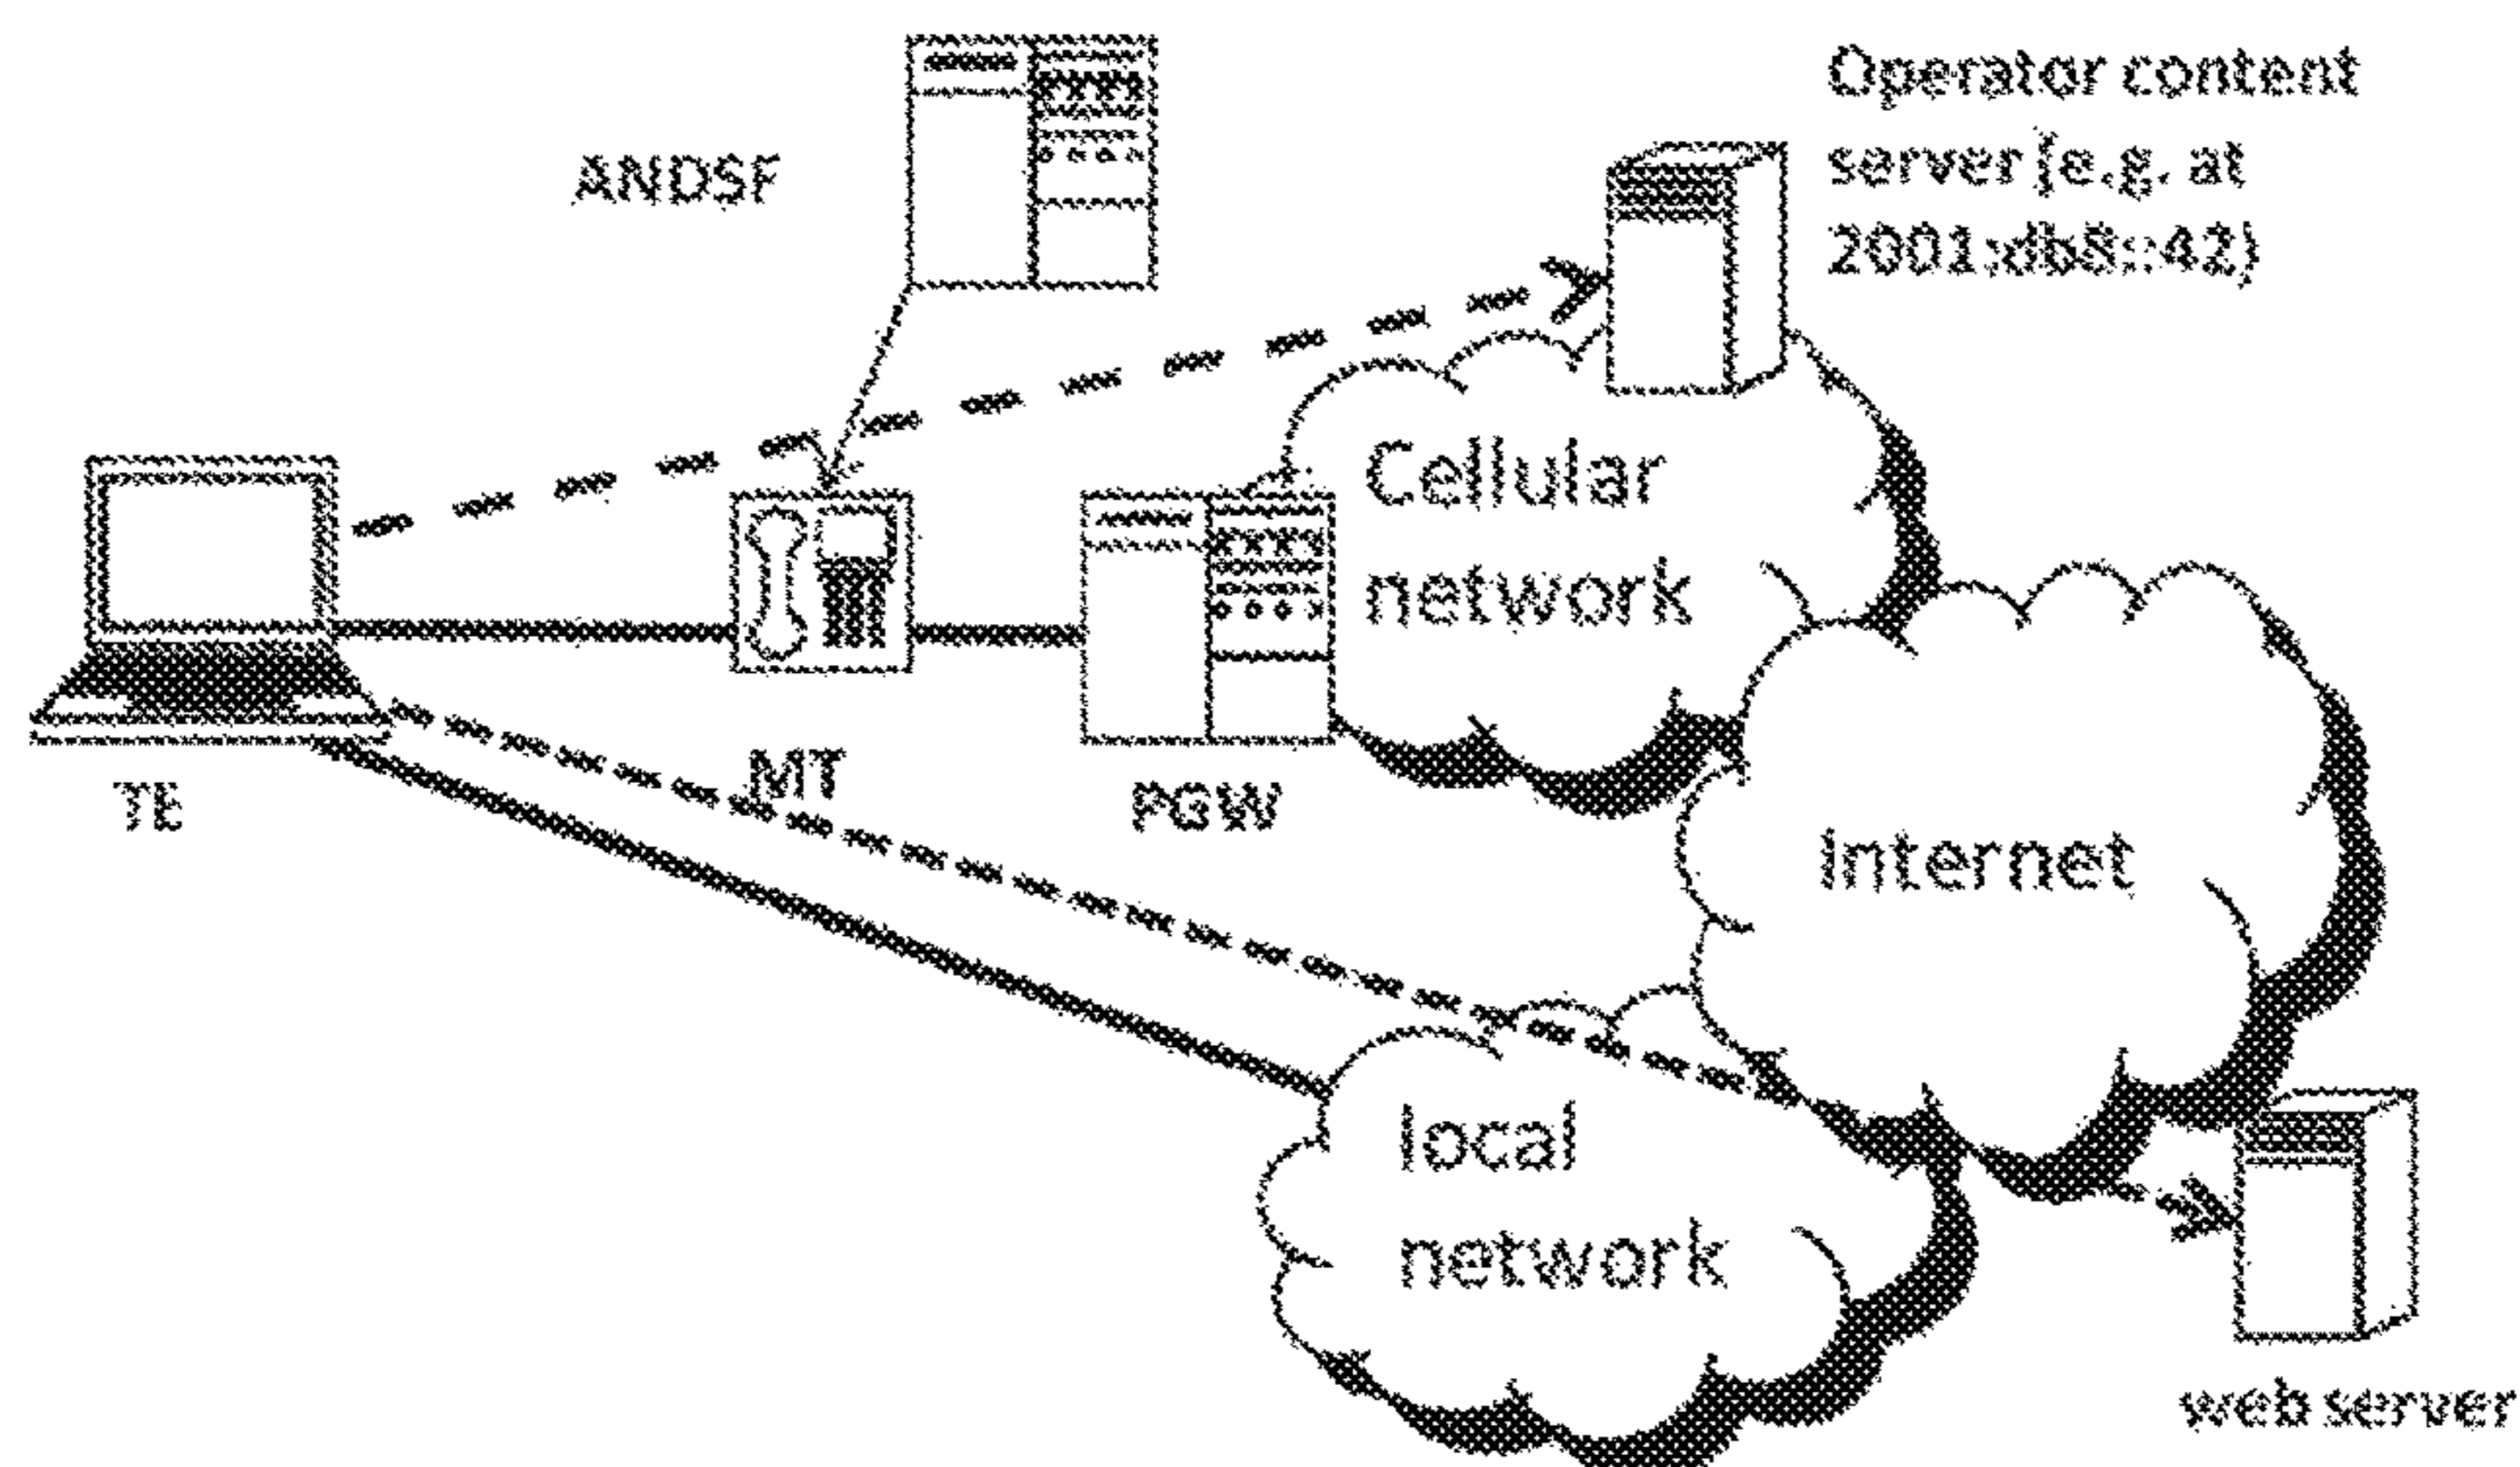 ANDSF
Operator content
server (e.g. at
2001:db8::42)
Cellular
network
TE
MT
PGW
Internet
local
network
web server